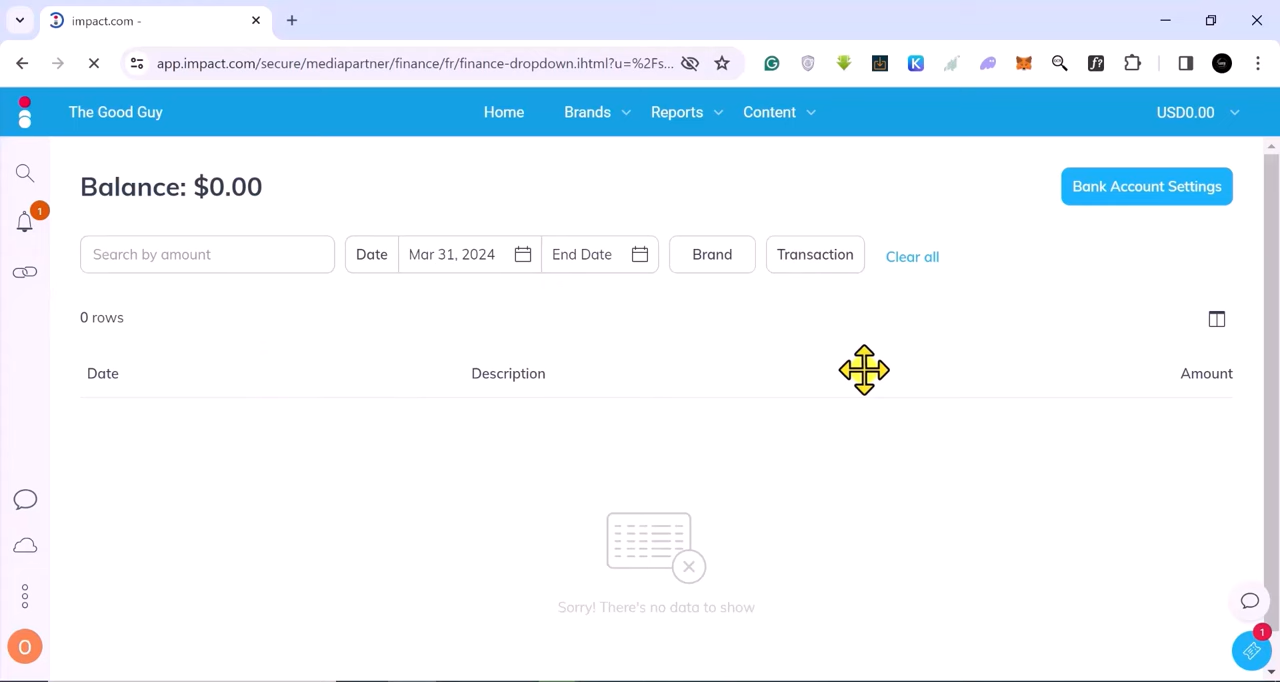 impact.com -
app.impact.com/secure/mediapartner/finance/fr/finance-dropdown.ihtml?u=%2Fs...
The Good Guy
Home
Brands
Reports
Content
USD0.00
1
Balance: $0.00
Bank Account Settings
Search by amount
Date
Mar 31, 2024
End Date
Brand
Transaction
Clear all
0 rows
Date
Description
Amount
Sorry! There's no data to show
O
1